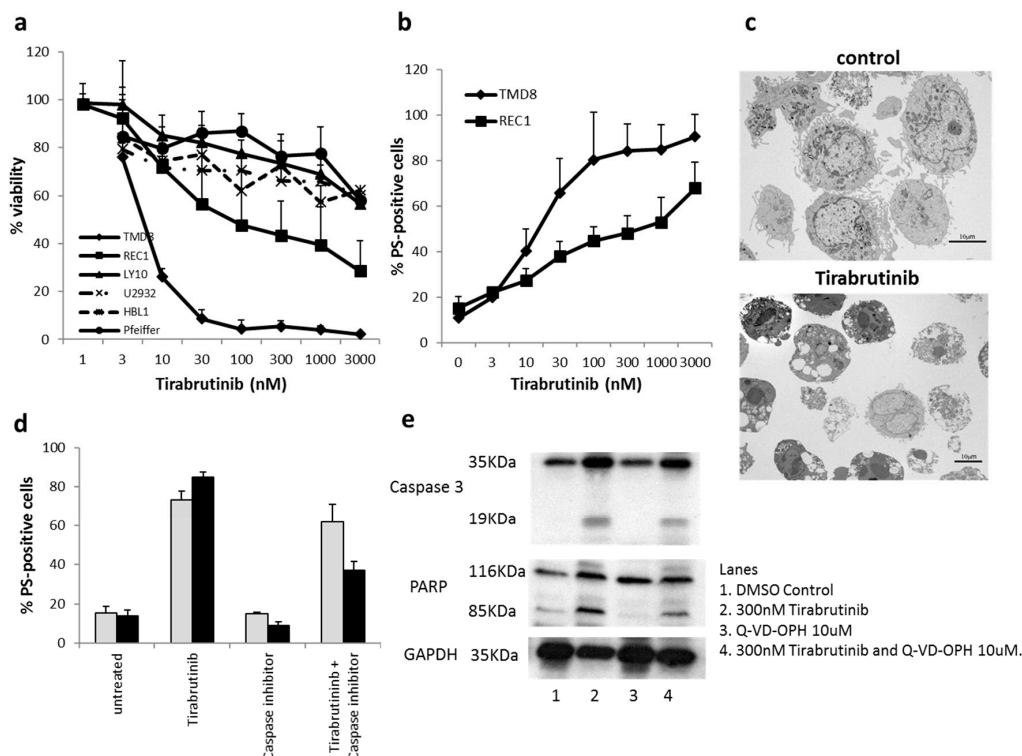 a
120
100
80
60
40
20
0
% viability
TMD8
REC1
LY10
U2932
HBL1
Pfeiffer
1 3 10 30 100 300 1000 3000
Tirabrutinib (nM)
b
120
100
80
60
40
20
0
% PS-positive cells
TMD8
REC1
0 3 10 30 100 300 1000 3000
Tirabrutinib (nM)
c
control
10µm
Tirabrutinib
10µm
d
100
80
60
40
20
0
% PS-positive cells
untreated
Tirabrutinib
Caspase inhibitor
Tirabrutininb +
Caspase inhibitor
e
Caspase 3
35KDa
19KDa
PARP
116KDa
85KDa
GAPDH 35KDa
1 2 3 4
Lanes
1. DMSO Control
2. 300nM Tirabrutinib
3. Q-VD-OPH 10uM
4. 300nM Tirabrutinib and Q-VD-OPH 10uM.